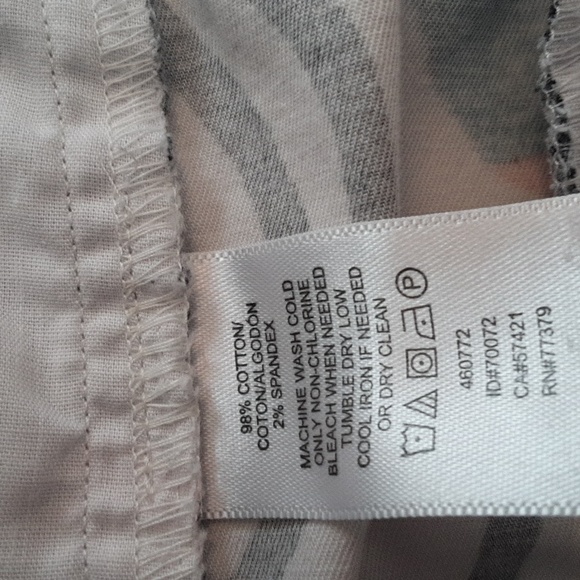 98% COTTON/
COTON/ALGODON
2% SPANDEX
MACHINE WASH COLD
ONLY NON-CHLORINE
BLEACH WHEN NEEDED
TUMBLE DRY LOW
COOL IRON IF NEEDED
OR DRY CLEAN
P
460772
ID#70072
CA#57421
RN#77379